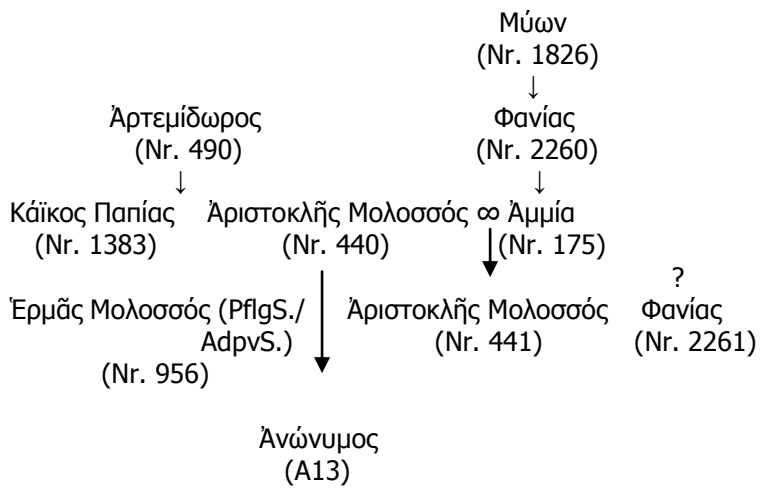 Μύων
(Nr. 1826)
↓
Ἀρτεμίδωρος Φανίας
(Nr. 490) (Nr. 2260)
↓ ↓
Κάϊκος Παπίας Ἀριστοκλῆς Μολοσσός ∞ Ἀμμία
(Nr. 1383) (Nr. 440) (Nr. 175)
?
Ἑρμᾶς Μολοσσός (PflgS./ Ἀριστοκλῆς Μολοσσός Φανίας
AdpvS.) (Nr. 441) (Nr. 2261)
(Nr. 956)
Ἀνώνυμος
(A13)